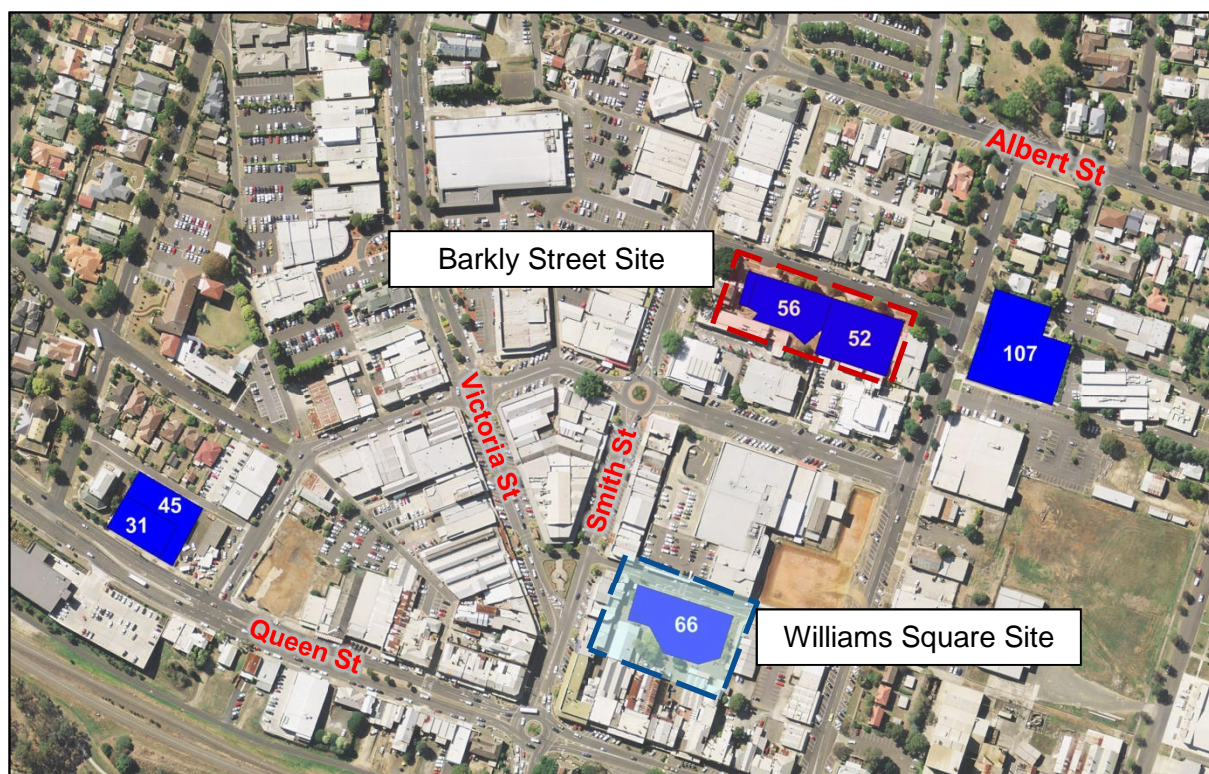 Albert St
Barkly Street Site
56
52
107
Victoria St
Smith St
45
31
66
Queen St
Williams Square Site